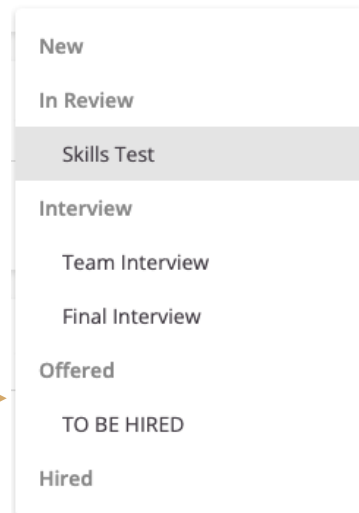 New
In Review
Skills Test
Interview
Team Interview
Final Interview
Offered
TO BE HIRED
Hired